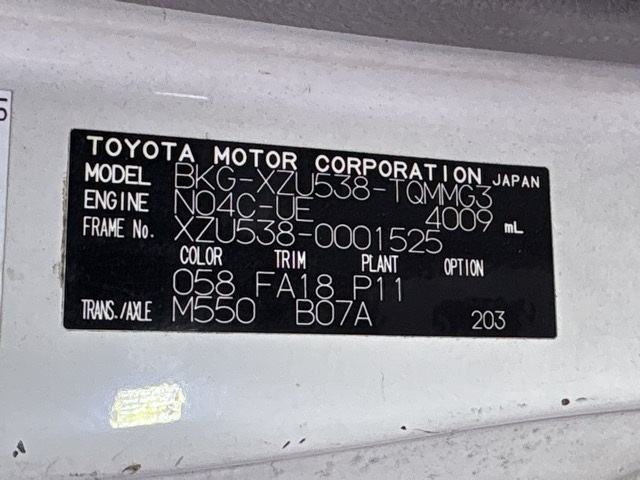 5
TOYOTA MOTOR CORPORATION JAPAN
MODEL BKG-XZU538-TQMMG3
ENGINE N04C-UE 4009 mL
FRAME No. XZU538-0001525
COLOR TRIM PLANT OPTION
058 FA18 P11
TRANS./AXLE M550 B07A 203